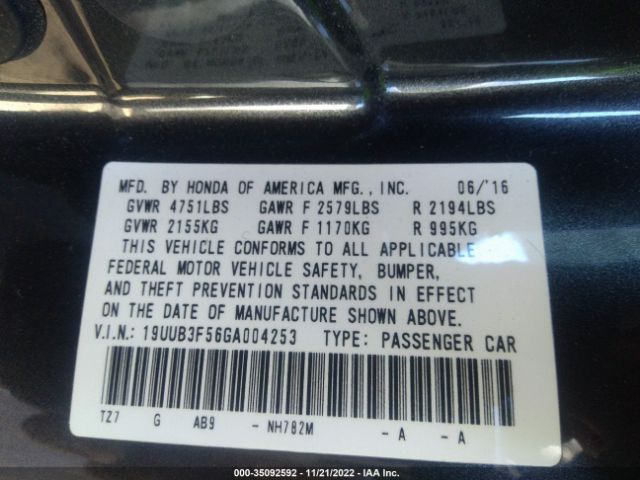 MFD. BY HONDA OF AMERICA MFG., INC. 06/'16
GVWR 4751LBS GAWR F 2579LBS R 2194LBS
GVWR 2155KG GAWR F 1170KG R 995KG
THIS VEHICLE CONFORMS TO ALL APPLICABLE
FEDERAL MOTOR VEHICLE SAFETY, BUMPER,
AND THEFT PREVENTION STANDARDS IN EFFECT
ON THE DATE OF MANUFACTURE SHOWN ABOVE.
V.I.N.: 19UUB3F56GA004253 TYPE: PASSENGER CAR
TZ7 G AB9 - NH782M - A - A
000-35092592 - 11/21/2022 - IAA Inc.